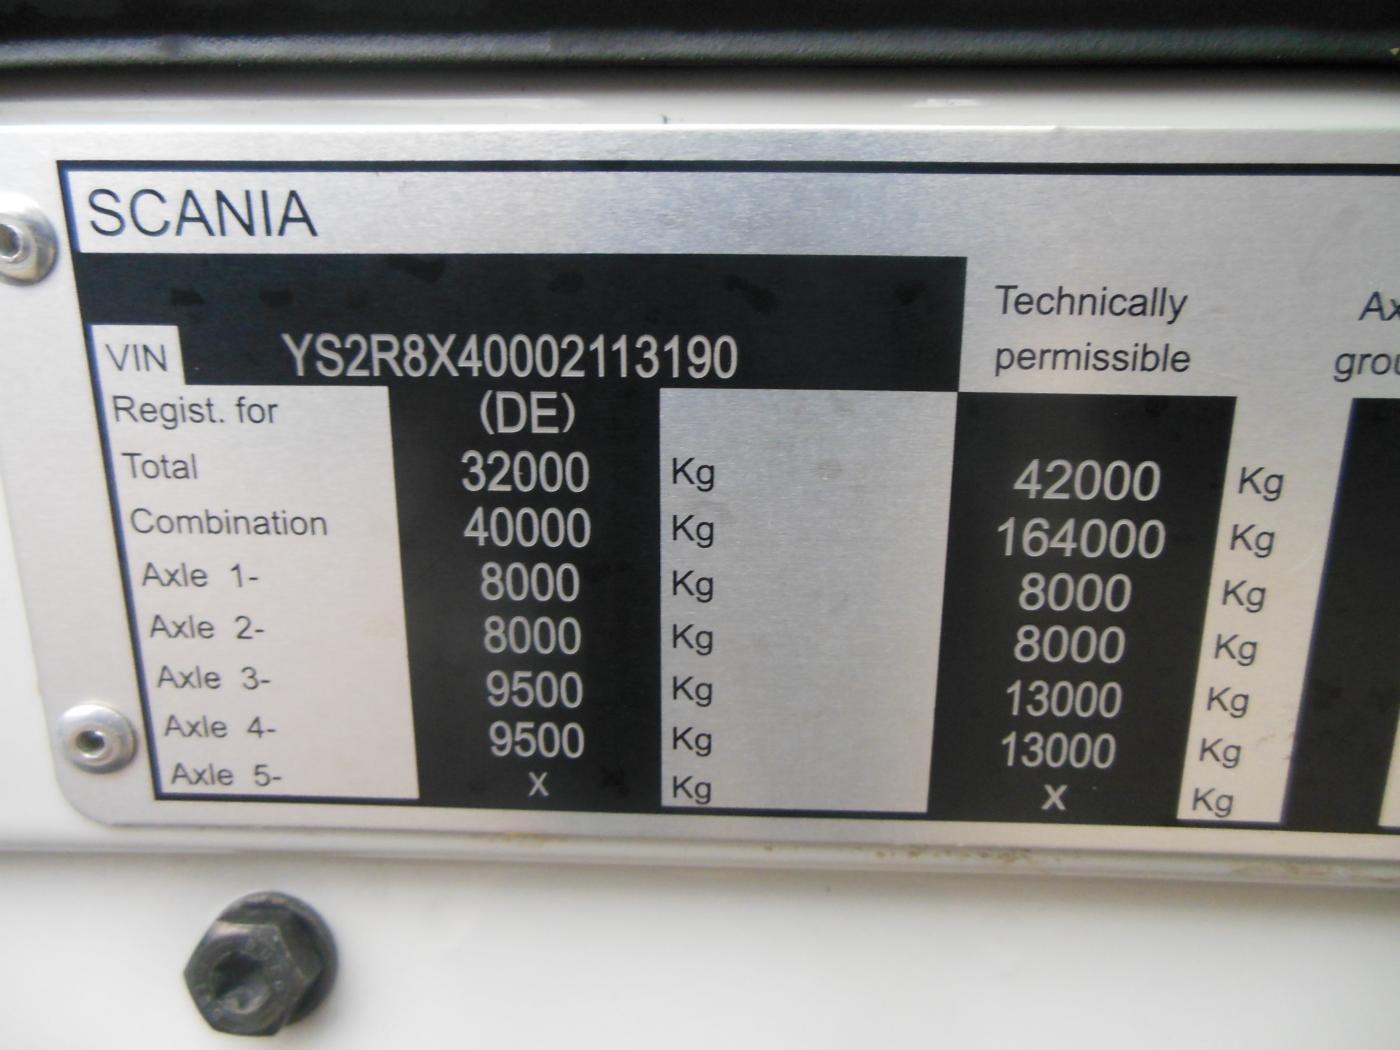 SCANIA
Technically permissible
VIN YS2R8X40002113190
Regist. for (DE)
Total 32000 Kg 42000 Kg
Combination 40000 Kg 164000 Kg
Axle 1- 8000 Kg 8000 Kg
Axle 2- 8000 Kg 8000 Kg
Axle 3- 9500 Kg 13000 Kg
Axle 4- 9500 Kg 13000 Kg
Axle 5- X Kg X Kg